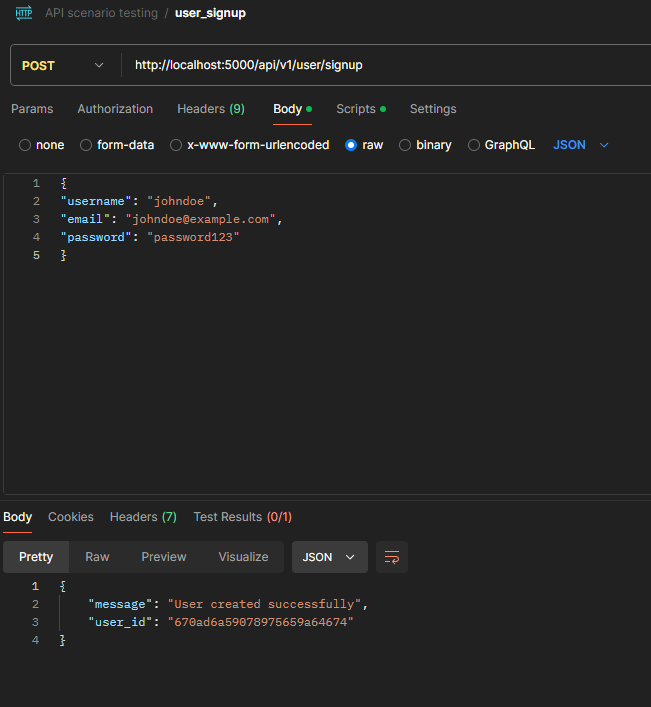 HTTP API scenario testing / user_signup
POST http://localhost:5000/api/v1/user/signup
Params Authorization Headers (9) Body Scripts Settings
none form-data x-www-form-urlencoded raw binary GraphQL JSON
1 {
2 "username": "johndoe",
3 "email": "johndoe@example.com",
4 "password": "password123"
5 }
Body Cookies Headers (7) Test Results (0/1)
Pretty Raw Preview Visualize JSON
1 {
2 "message": "User created successfully",
3 "user_id": "670ad6a59078975659a64674"
4 }